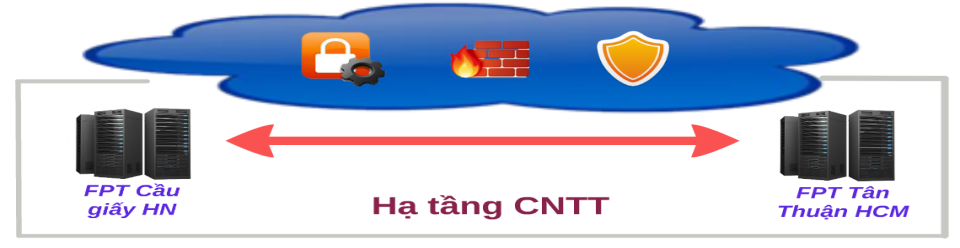 FPT Cầu
giấy HN
Hạ tầng CNTT
FPT Tân
Thuận HCM